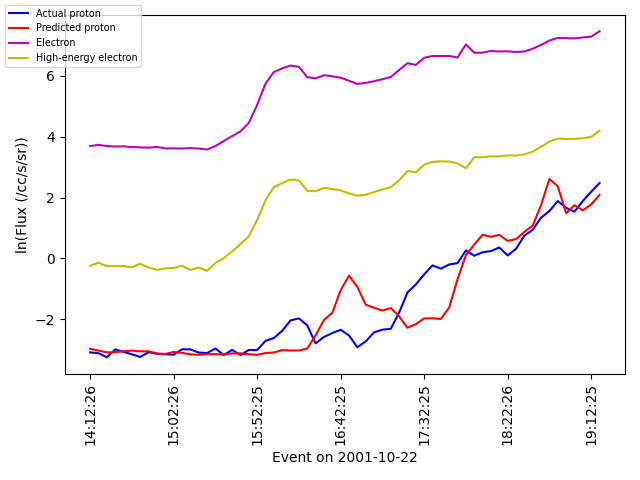 Actual proton
Predicted proton
Electron
High-energy electron
6
4
2
0
−2
ln(Flux (/cc/s/sr))
14:12:26
15:02:26
15:52:25
16:42:25
17:32:25
18:22:26
19:12:25
Event on 2001-10-22